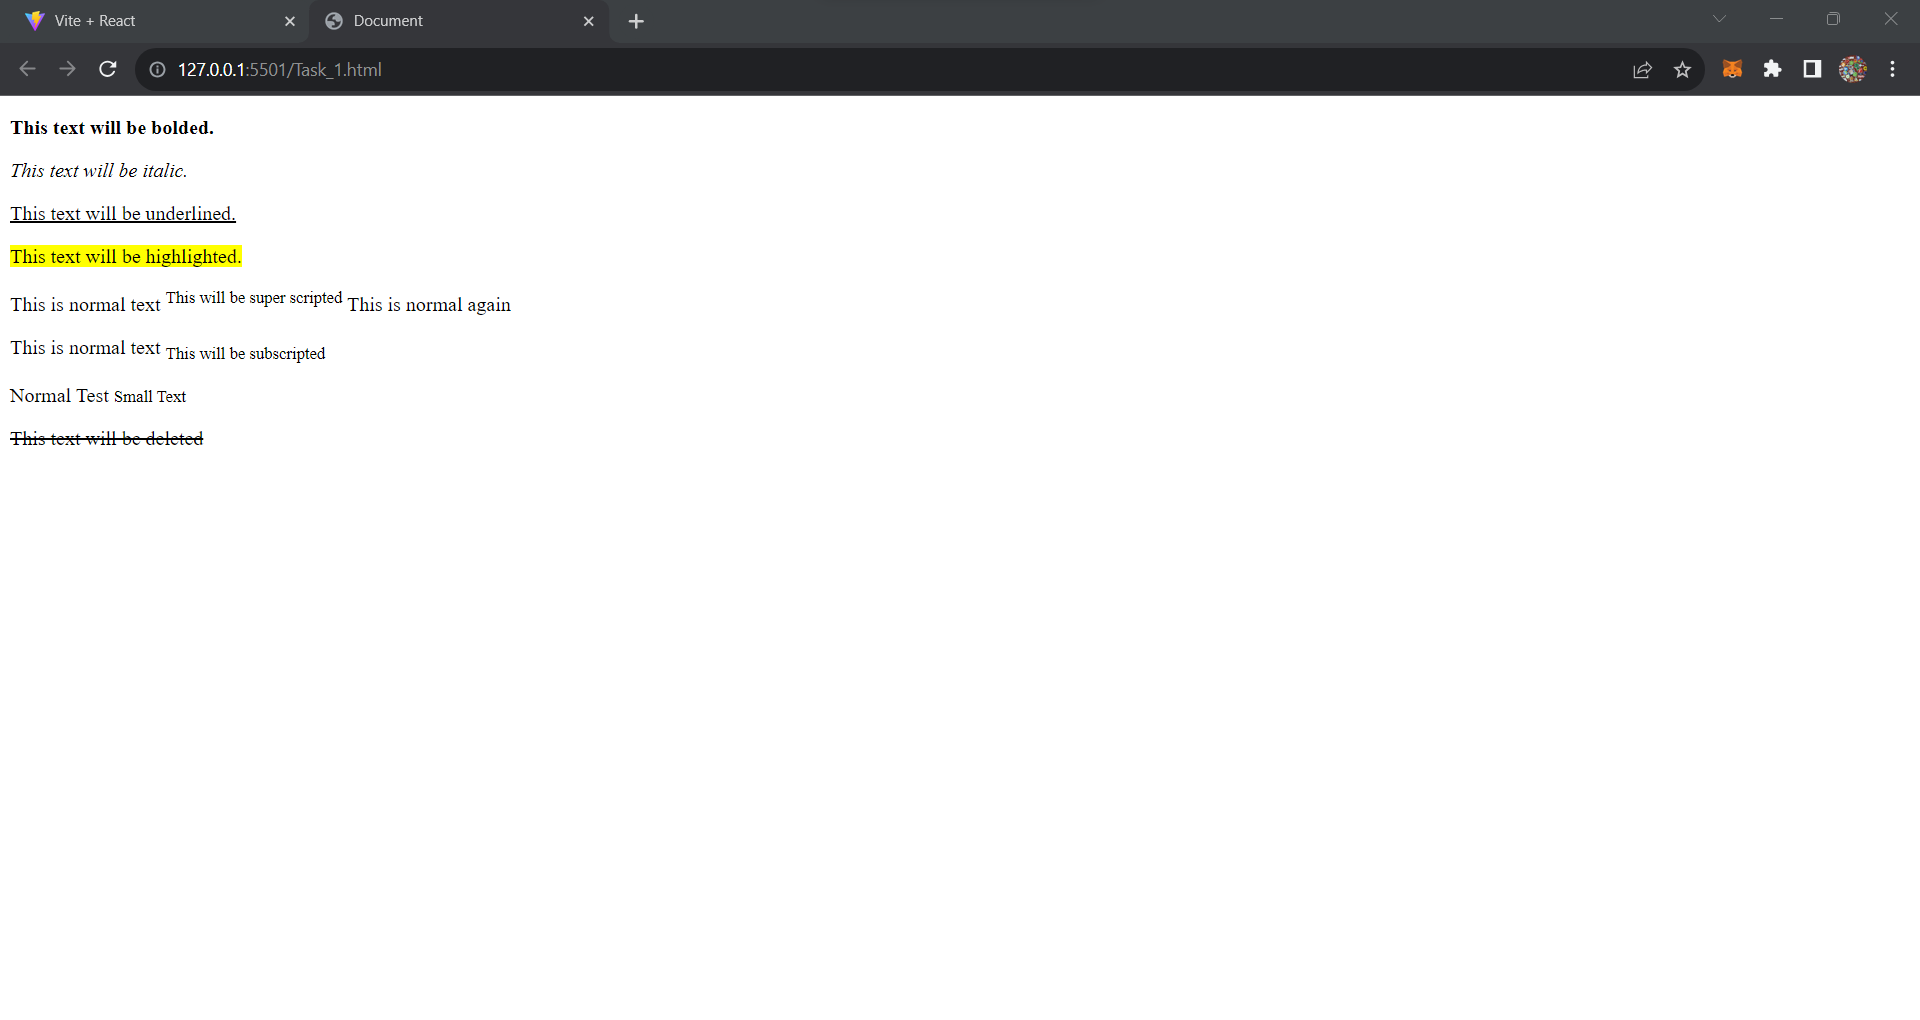 Vite + React
Document
127.0.0.1:5501/Task_1.html
This text will be bolded.
This text will be italic.
This text will be underlined.
This text will be highlighted.
This is normal text This will be super scripted This is normal again
This is normal text This will be subscripted
Normal Test Small Text
This text will be deleted